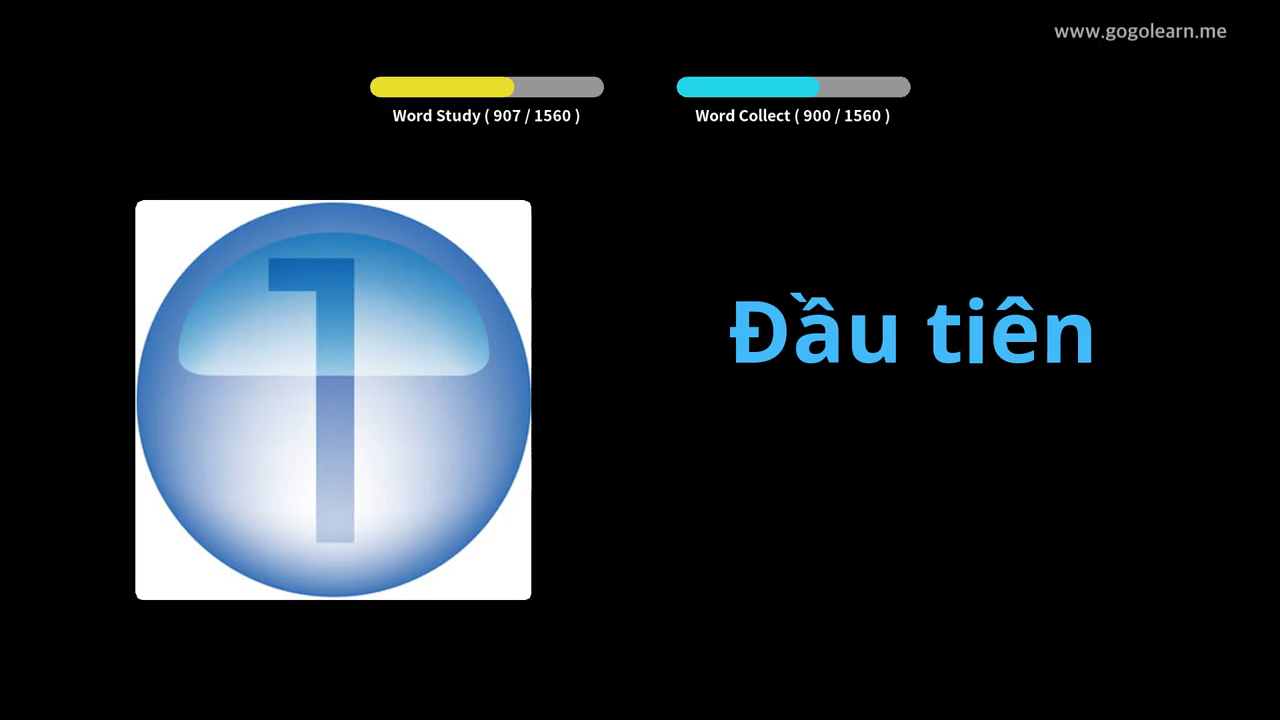 www.gogolearn.me
Word Study ( 907 / 1560 )
Word Collect ( 900 / 1560 )
1
Đầu tiên